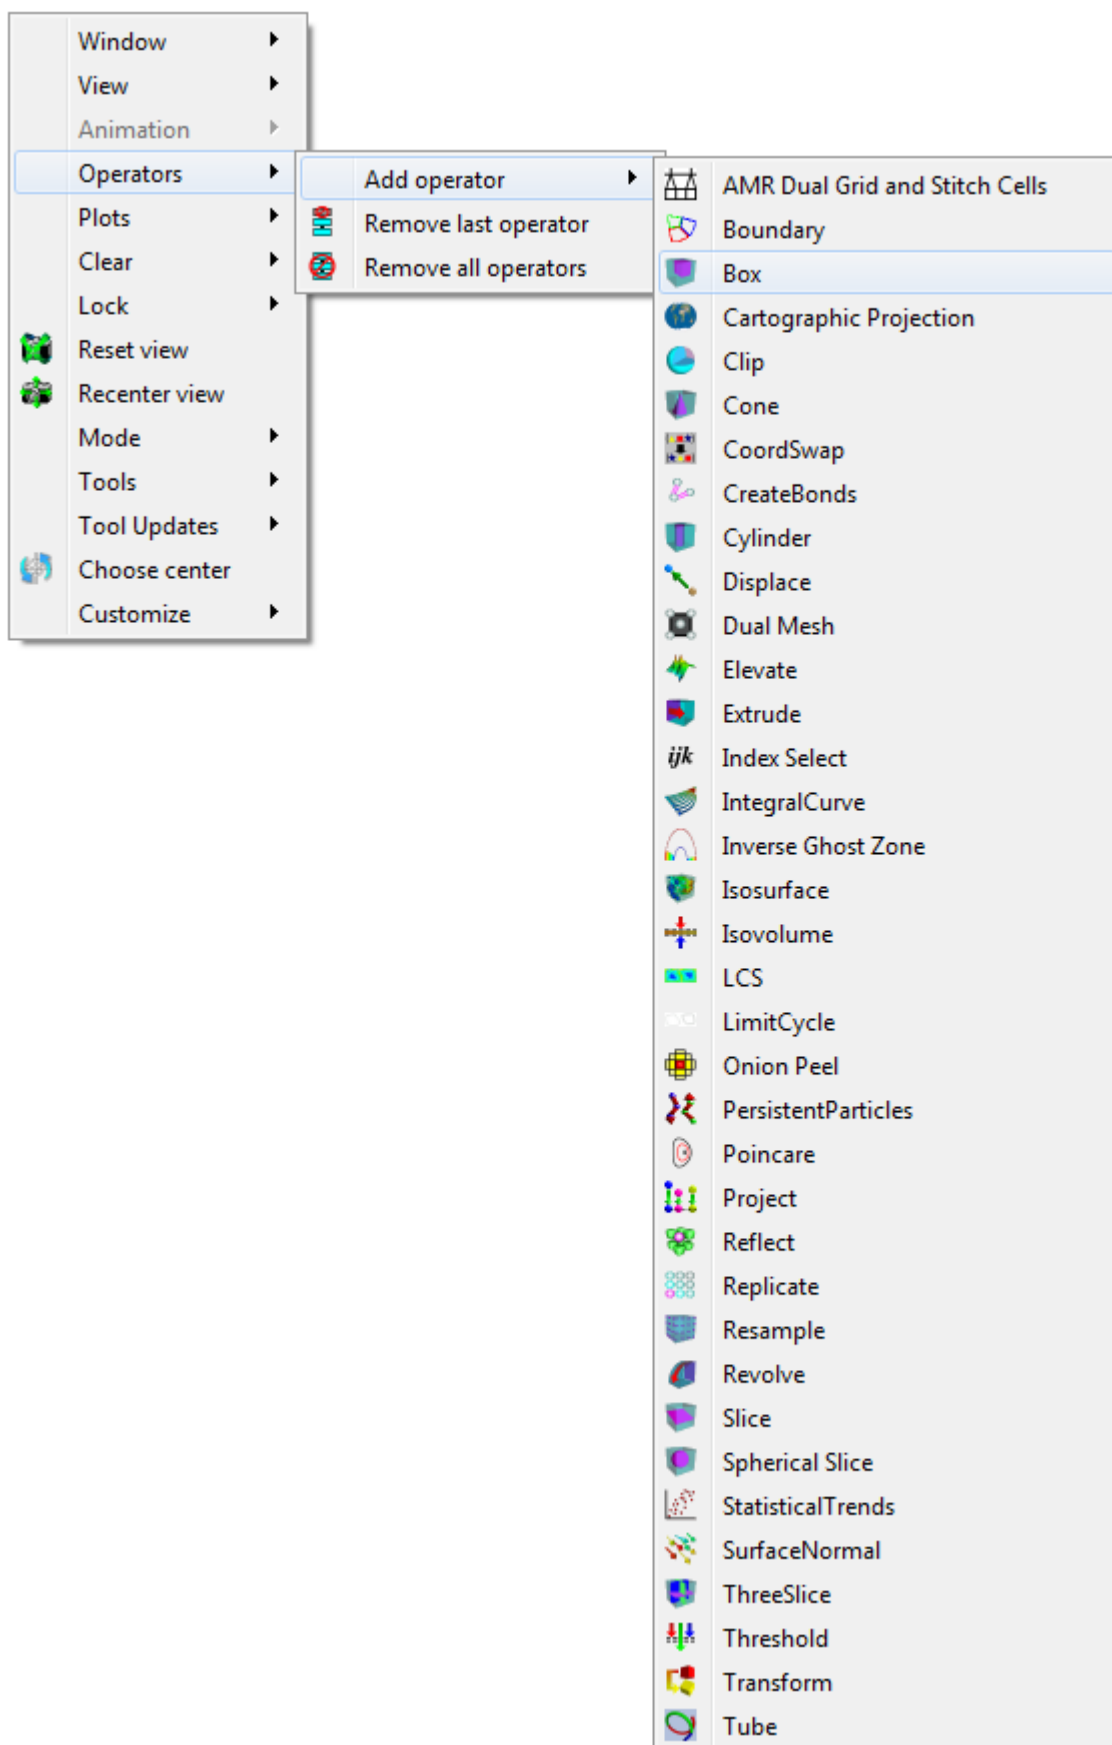 Window
View
Animation
Operators
Plots
Clear
Lock
Reset view
Recenter view
Mode
Tools
Tool Updates
Choose center
Customize
Add operator
Remove last operator
Remove all operators
AMR Dual Grid and Stitch Cells
Boundary
Box
Cartographic Projection
Clip
Cone
CoordSwap
CreateBonds
Cylinder
Displace
Dual Mesh
Elevate
Extrude
ijk Index Select
IntegralCurve
Inverse Ghost Zone
Isosurface
Isovolume
LCS
LimitCycle
Onion Peel
PersistentParticles
Poincare
Project
Reflect
Replicate
Resample
Revolve
Slice
Spherical Slice
StatisticalTrends
SurfaceNormal
ThreeSlice
Threshold
Transform
Tube